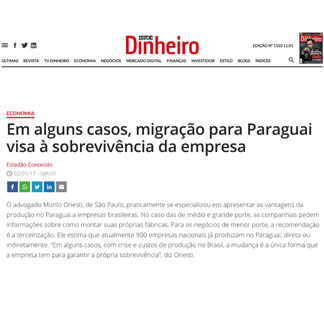 ISTOÉ
Dinheiro
EDIÇÃO Nº 1103 11.01
ÚLTIMAS REVISTA TV DINHEIRO ECONOMIA NEGÓCIOS MERCADO DIGITAL FINANÇAS INVESTIDOR ESTILO BLOGS ÍNDICES
ECONOMIA
Em alguns casos, migração para Paraguai
visa à sobrevivência da empresa
Estadão Conteúdo
02/01/17 - 08h39
O advogado Murilo Onesti, de São Paulo, praticamente se especializou em apresentar as vantagens da
produção no Paraguai a empresas brasileiras. No caso das de médio e grande porte, as companhias pedem
informações sobre como montar suas próprias fábricas. Para os negócios de menor porte, a recomendação
é a terceirização. Ele estima que atualmente 900 empresas nacionais já produzam no Paraguai, direta ou
indiretamente. "Em alguns casos, com crise e custos de produção no Brasil, a mudança é a única forma que
a empresa tem para garantir a própria sobrevivência", diz Onesti.